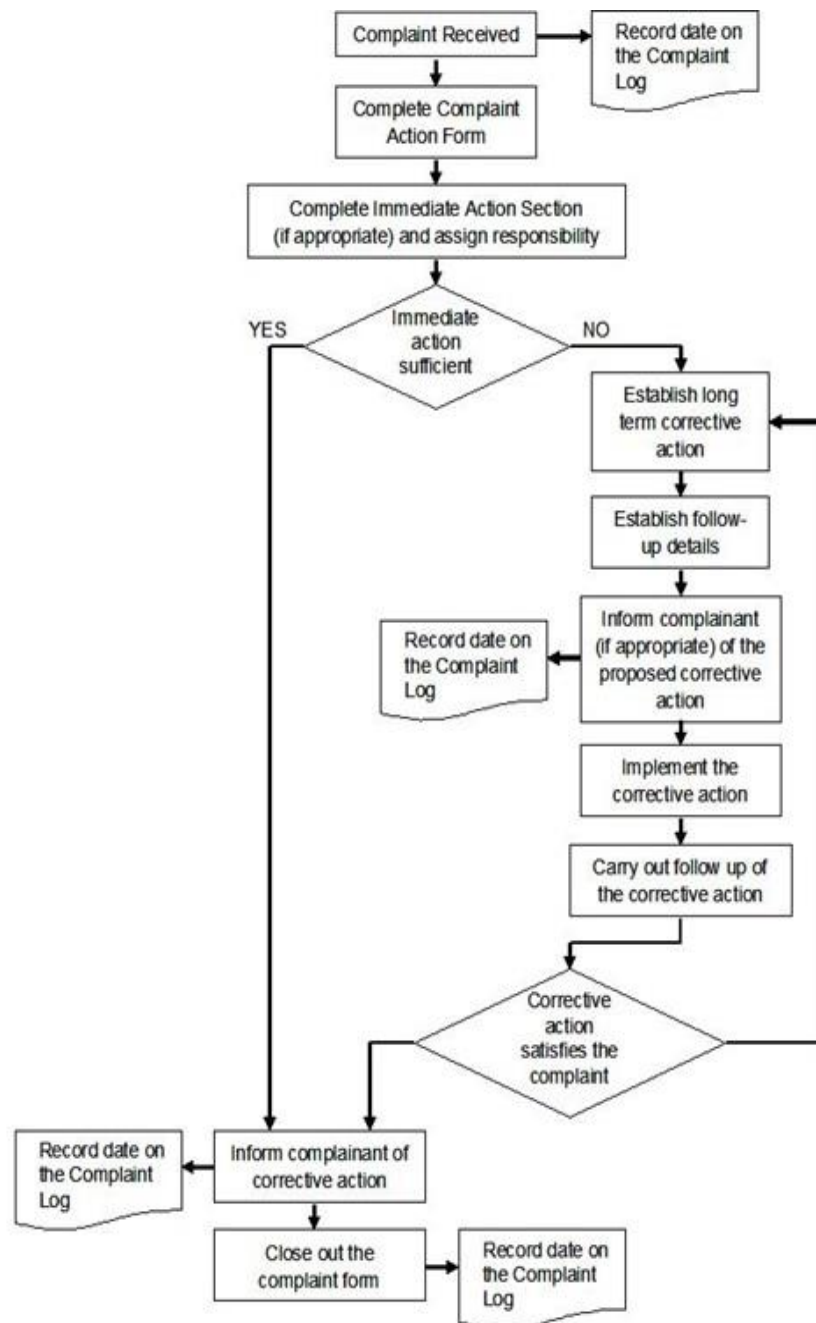 Complaint Received
Record date on
the Complaint
Log
Complete Complaint
Action Form
Complete Immediate Action Section
(if appropriate) and assign responsibility
YES
Immediate
action
sufficient
NO
Establish long
term corrective
action
Establish follow-
up details
Inform complainant
(if appropriate) of the
proposed corrective
action
Record date on
the Complaint
Log
Implement the
corrective action
Carry out follow up of
the corrective action
Corrective
action
satisfies the
complaint
Record date on
the Complaint
Log
Inform complainant of
corrective action
Close out the
complaint form
Record date on
the Complaint
Log